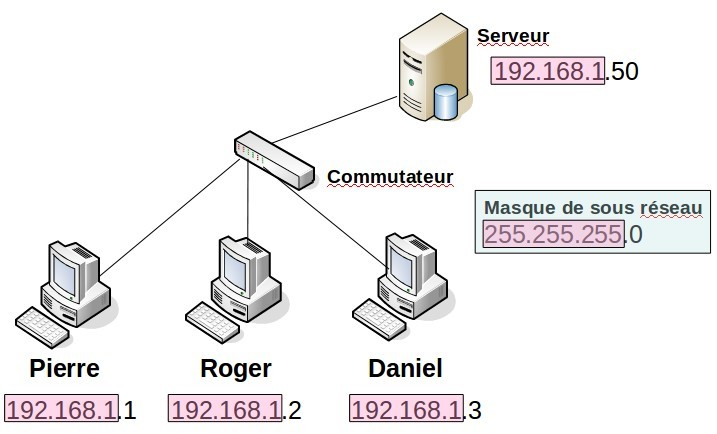 Serveur
192.168.1.50
Commutateur
Masque de sous réseau
255.255.255.0
Pierre
Roger
Daniel
192.168.1.1
192.168.1.2
192.168.1.3